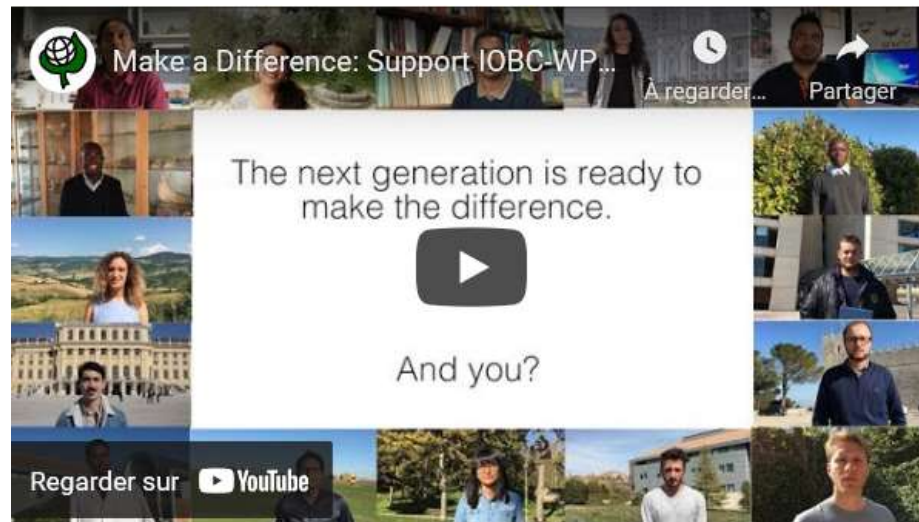 Make a Difference: Support IOBC-WP...
À regarder...
Partager
The next generation is ready to
make the difference.
And you?
Regarder sur YouTube